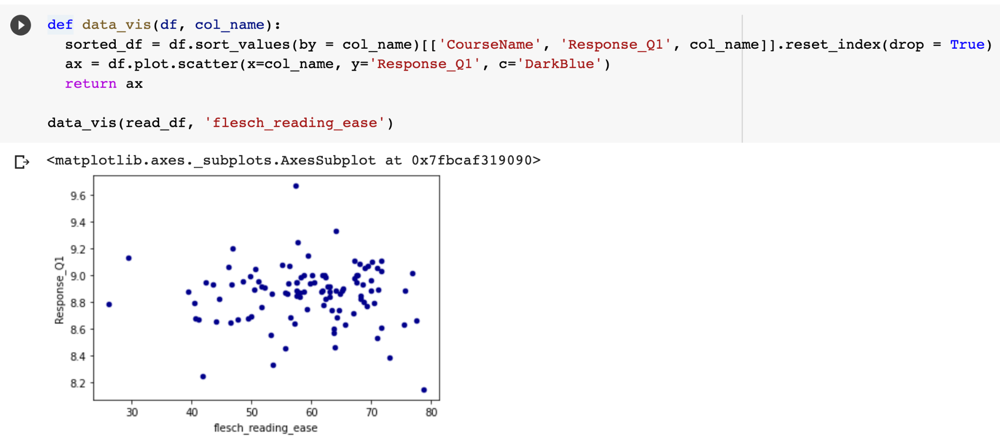 def data_vis(df, col_name):
  sorted_df = df.sort_values(by = col_name)[['CourseName', 'Response_Q1', col_name]].reset_index(drop = True)
  ax = df.plot.scatter(x=col_name, y='Response_Q1', c='DarkBlue')
  return ax
data_vis(read_df, 'flesch_reading_ease')
<matplotlib.axes._subplots.AxesSubplot at 0x7fbcaf319090>
9.6
9.4
9.2
9.0
8.8
8.6
8.4
8.2
Response_Q1
30 40 50 60 70 80
flesch_reading_ease